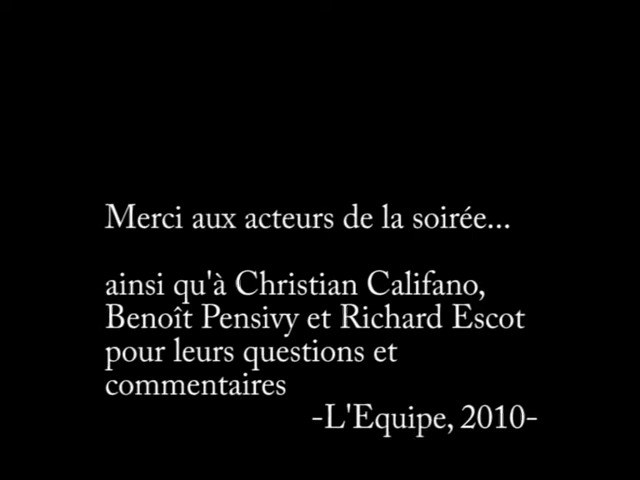 Merci aux acteurs de la soirée...
ainsi qu'à Christian Califano,
Benoît Pensivy et Richard Escot
pour leurs questions et
commentaires
-L'Equipe, 2010-